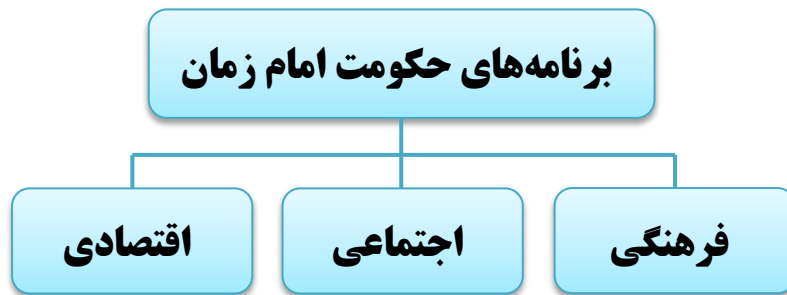 برنامه‌های حکومت امام زمان
فرهنگی
اجتماعی
اقتصادی